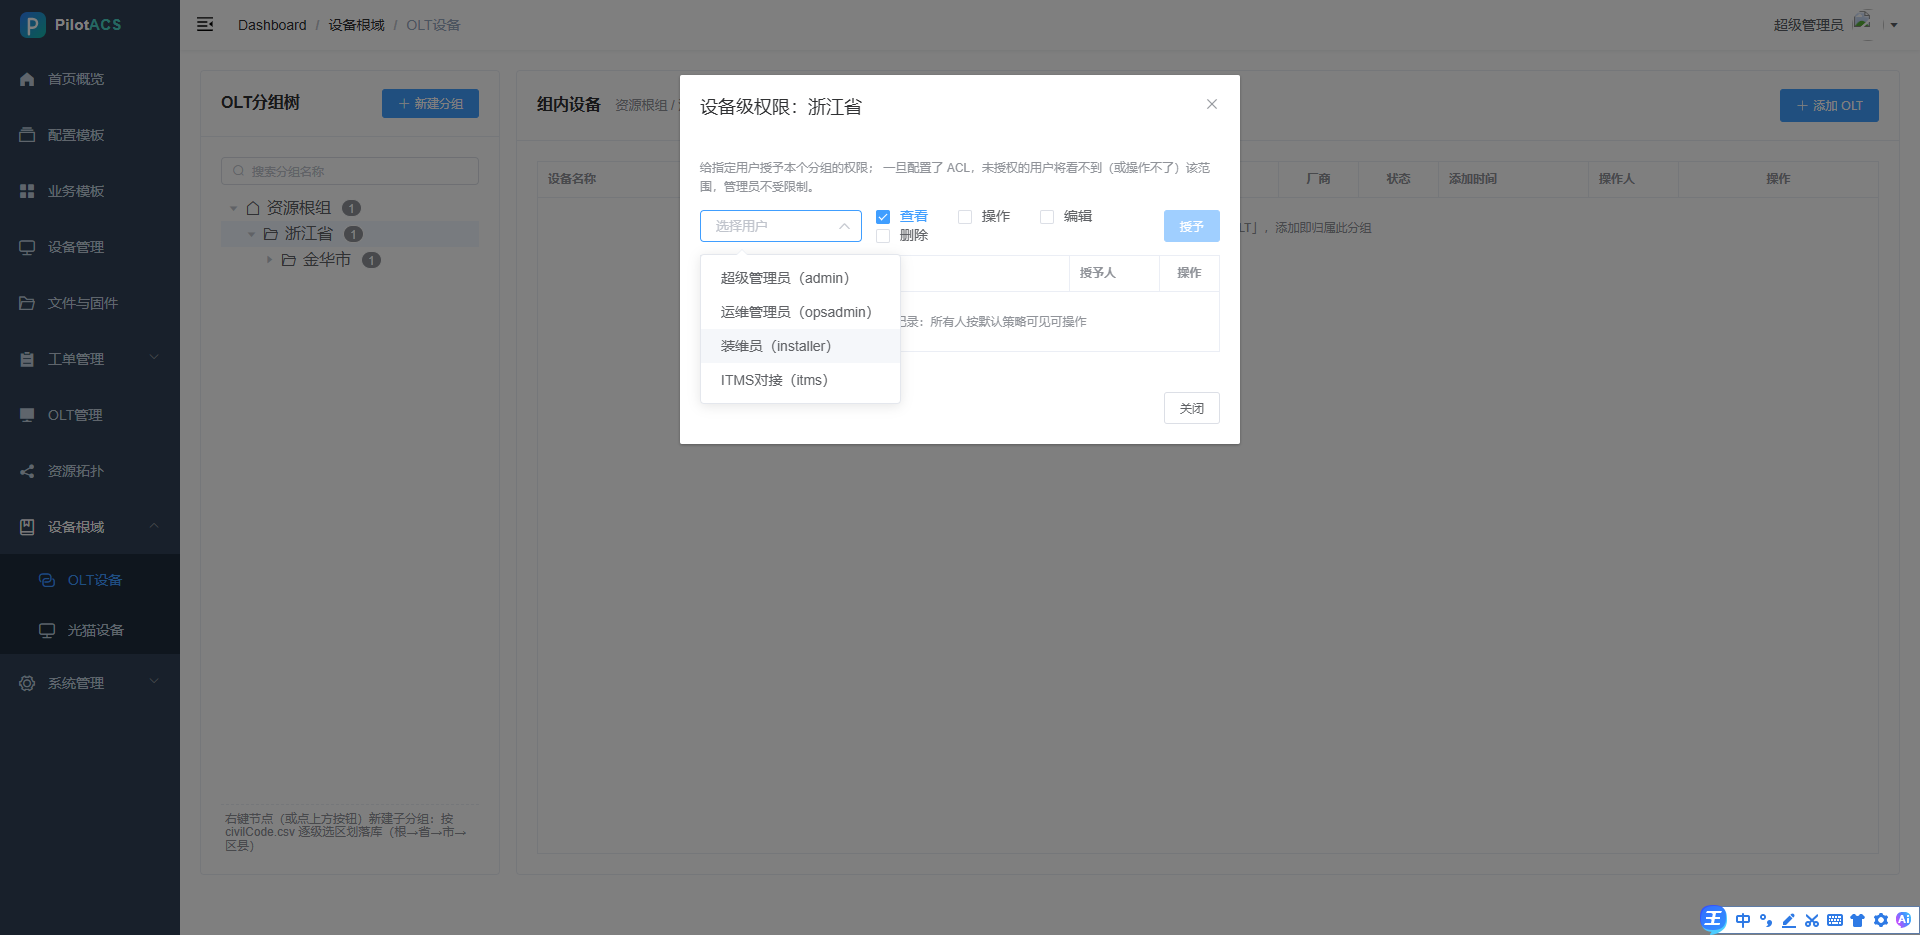 PilotACS
首页概览
配置模板
业务模板
设备管理
文件与固件
工单管理
OLT管理
资源拓扑
设备根域
OLT设备
光猫设备
系统管理
Dashboard / 设备根域 / OLT设备
超级管理员
OLT分组树
新建分组
搜索分组名称
资源根组 1
浙江省 1
金华市 1
右键节点（或点上方按钮）新建子分组：按
civilCode.csv 逐级选区划落库（根→省→市→
区县）
组内设备 资源根组 /
添加 OLT
设备名称
厂商
状态
添加时间
操作人
操作
LT」，添加即归属此分组
设备级权限：浙江省
给指定用户授予本个分组的权限； 一旦配置了 ACL，未授权的用户将看不到（或操作不了）该范
围，管理员不受限制。
选择用户
查看
操作
编辑
删除
授予
授予人
操作
记录：所有人按默认策略可见可操作
超级管理员（admin）
运维管理员（opsadmin）
装维员（installer）
ITMS对接（itms）
关闭
王 中